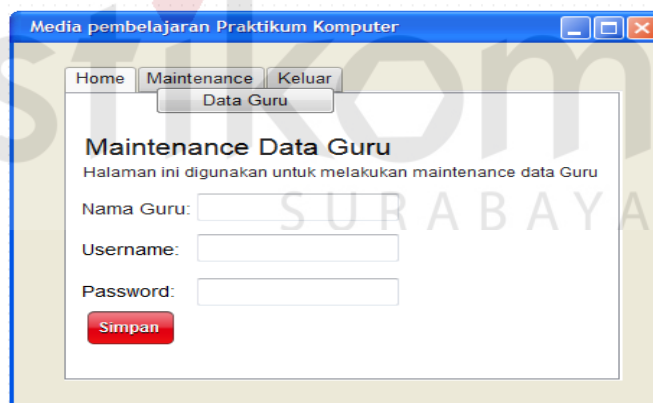 Media pembelajaran Praktikum Komputer
Home Maintenance Keluar
Data Guru
Maintenance Data Guru
Halaman ini digunakan untuk melakukan maintenance data Guru
Nama Guru:
Username:
Password:
Simpan
stikom
SURABAYA